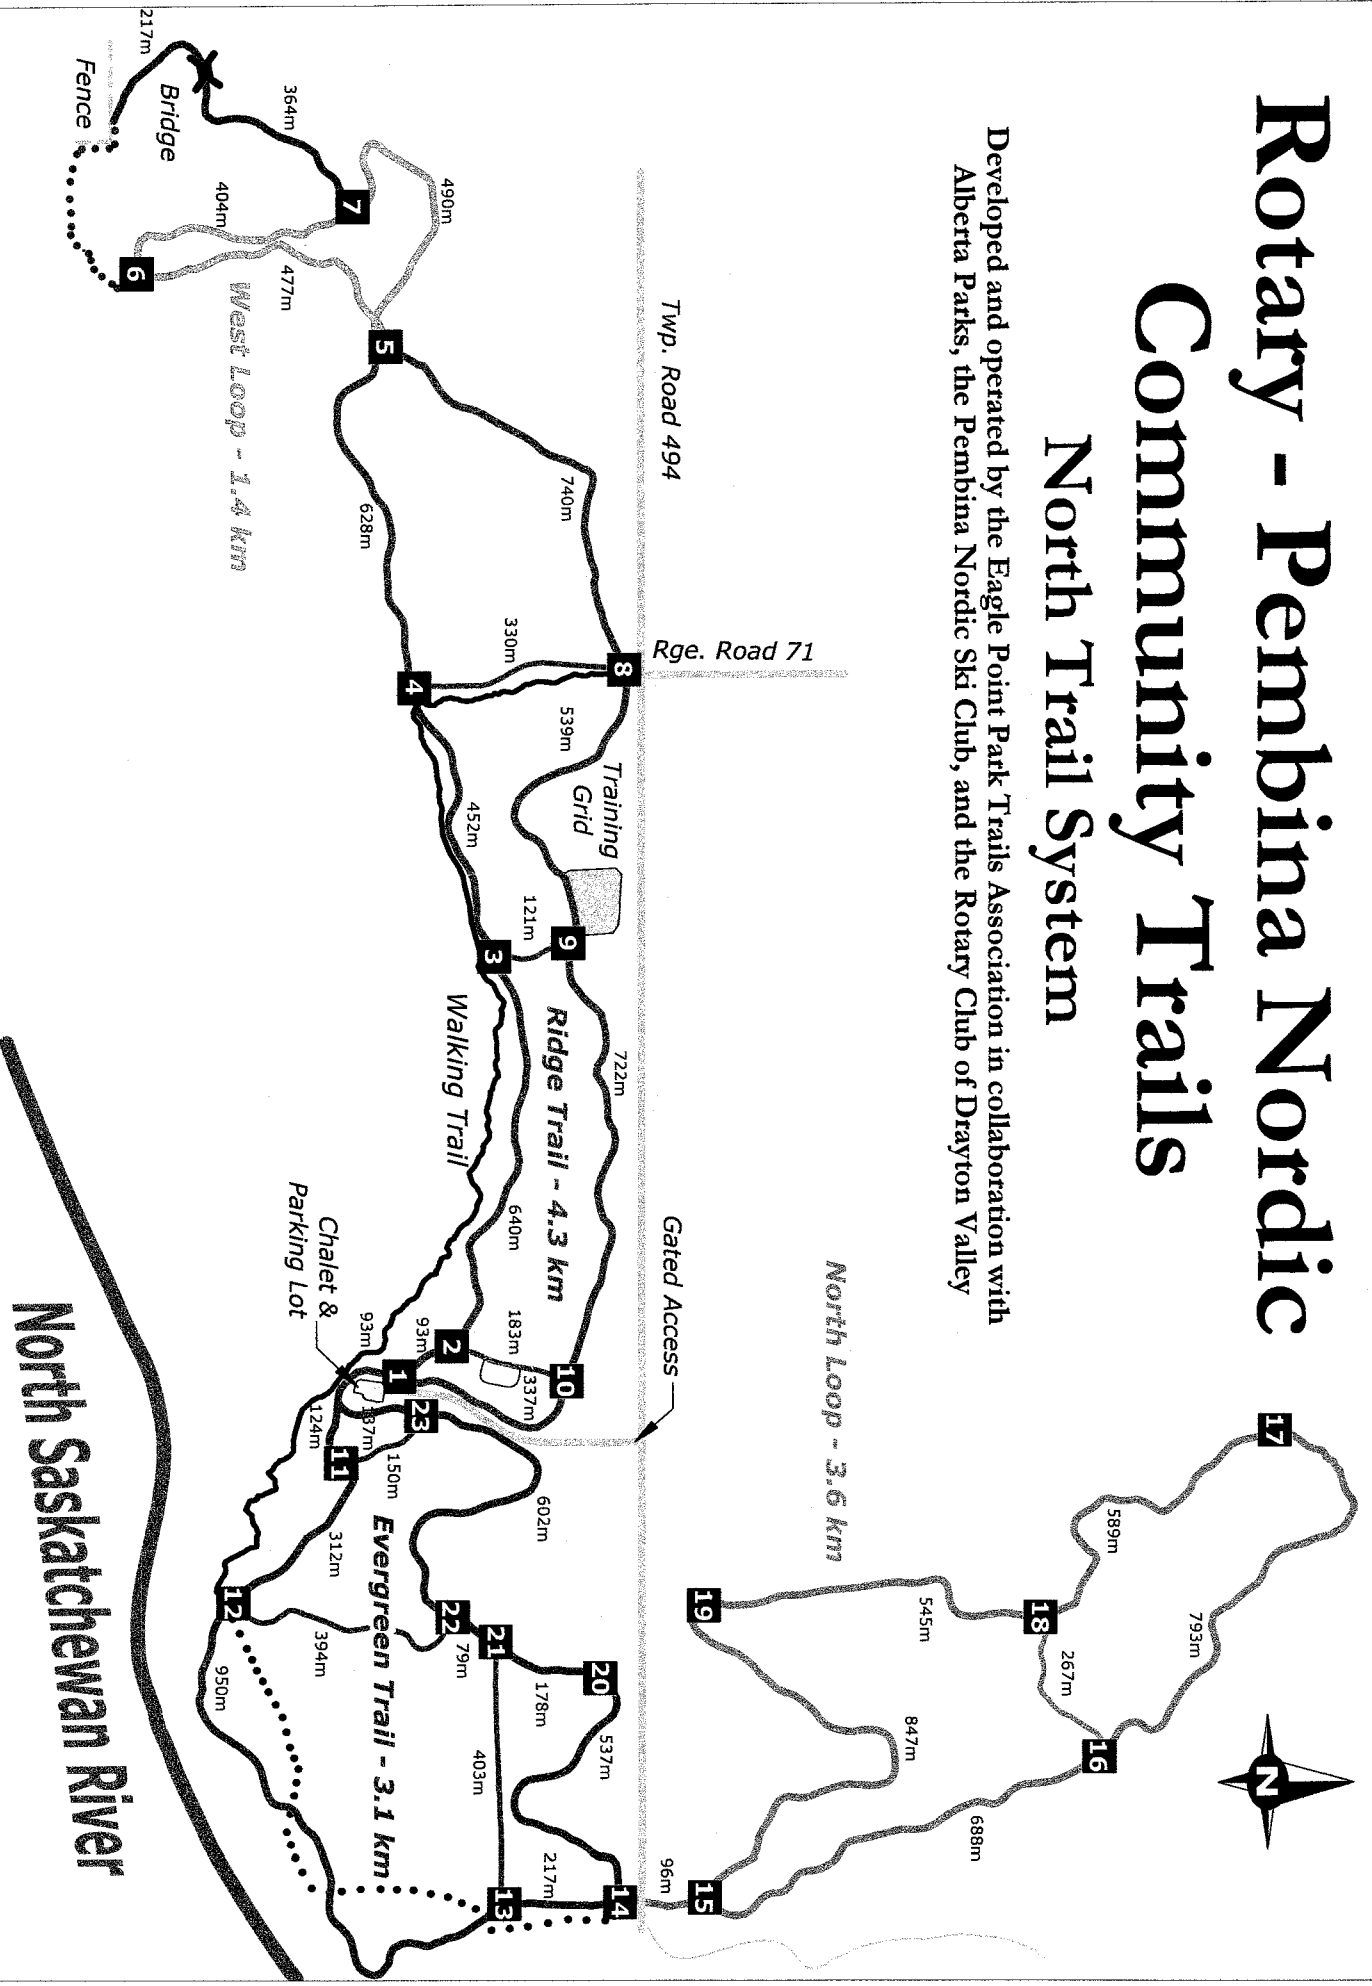 Rotary - Pembina Nordic
Community Trails
North Trail System
Developed and operated by the Eagle Point Park Trails Association in collaboration with
Alberta Parks, the Pembina Nordic Ski Club, and the Rotary Club of Drayton Valley
17
589m
793m
N
18
267m
16
North Loop - 3.6 km
545m
847m
688m
19
15
96m
Twp. Road 494
Rge. Road 71
Gated Access
490m
740m
8
539m
Training
Grid
330m
121m
9
722m
Ridge Trail - 4.3 km
10
183m
337m
602m
20
178m
537m
14
217m
364m
7
5
628m
4
452m
3
640m
2
93m
1
23
22
79m
21
403m
13
Walking Trail
217m
Bridge
Fence
404m
477m
6
West Loop - 1.4 km
Chalet &
Parking Lot
93m
137m
124m
11
150m
312m
Evergreen Trail - 3.1 km
12
394m
950m
North Saskatchewan River